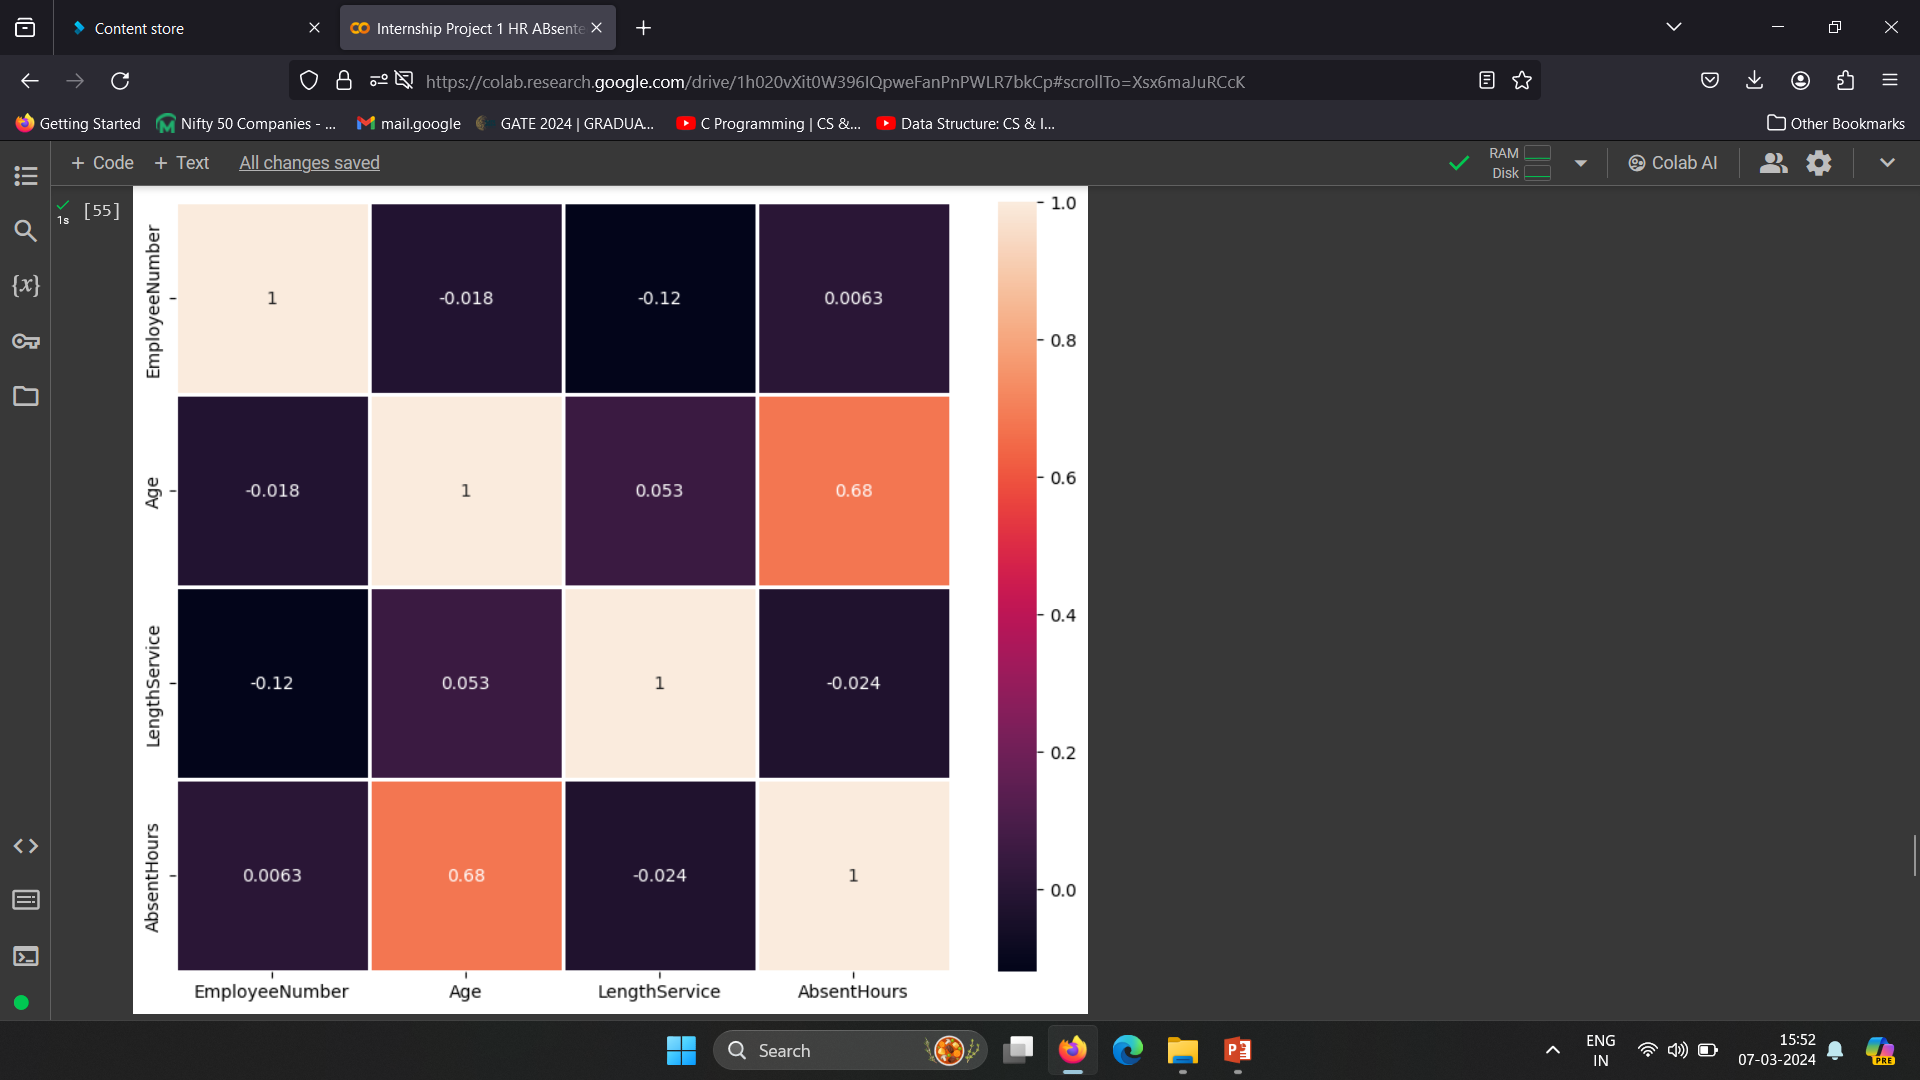 Content store
Internship Project 1 HR ABsente
https://colab.research.google.com/drive/1h020vXit0W396IQpweFanPnPWLR7bkCp#scrollTo=Xsx6maJuRCcK
Getting Started Nifty 50 Companies - ... mail.google GATE 2024 | GRADUA... C Programming | CS &... Data Structure: CS & I... Other Bookmarks
+ Code + Text All changes saved RAM Disk Colab AI
{x}
1s [55]
EmployeeNumber 1 -0.018 -0.12 0.0063
Age -0.018 1 0.053 0.68
LengthService -0.12 0.053 1 -0.024
AbsentHours 0.0063 0.68 -0.024 1
EmployeeNumber Age LengthService AbsentHours
1.0
0.8
0.6
0.4
0.2
0.0
Search
ENG
IN
15:52
07-03-2024
PRE